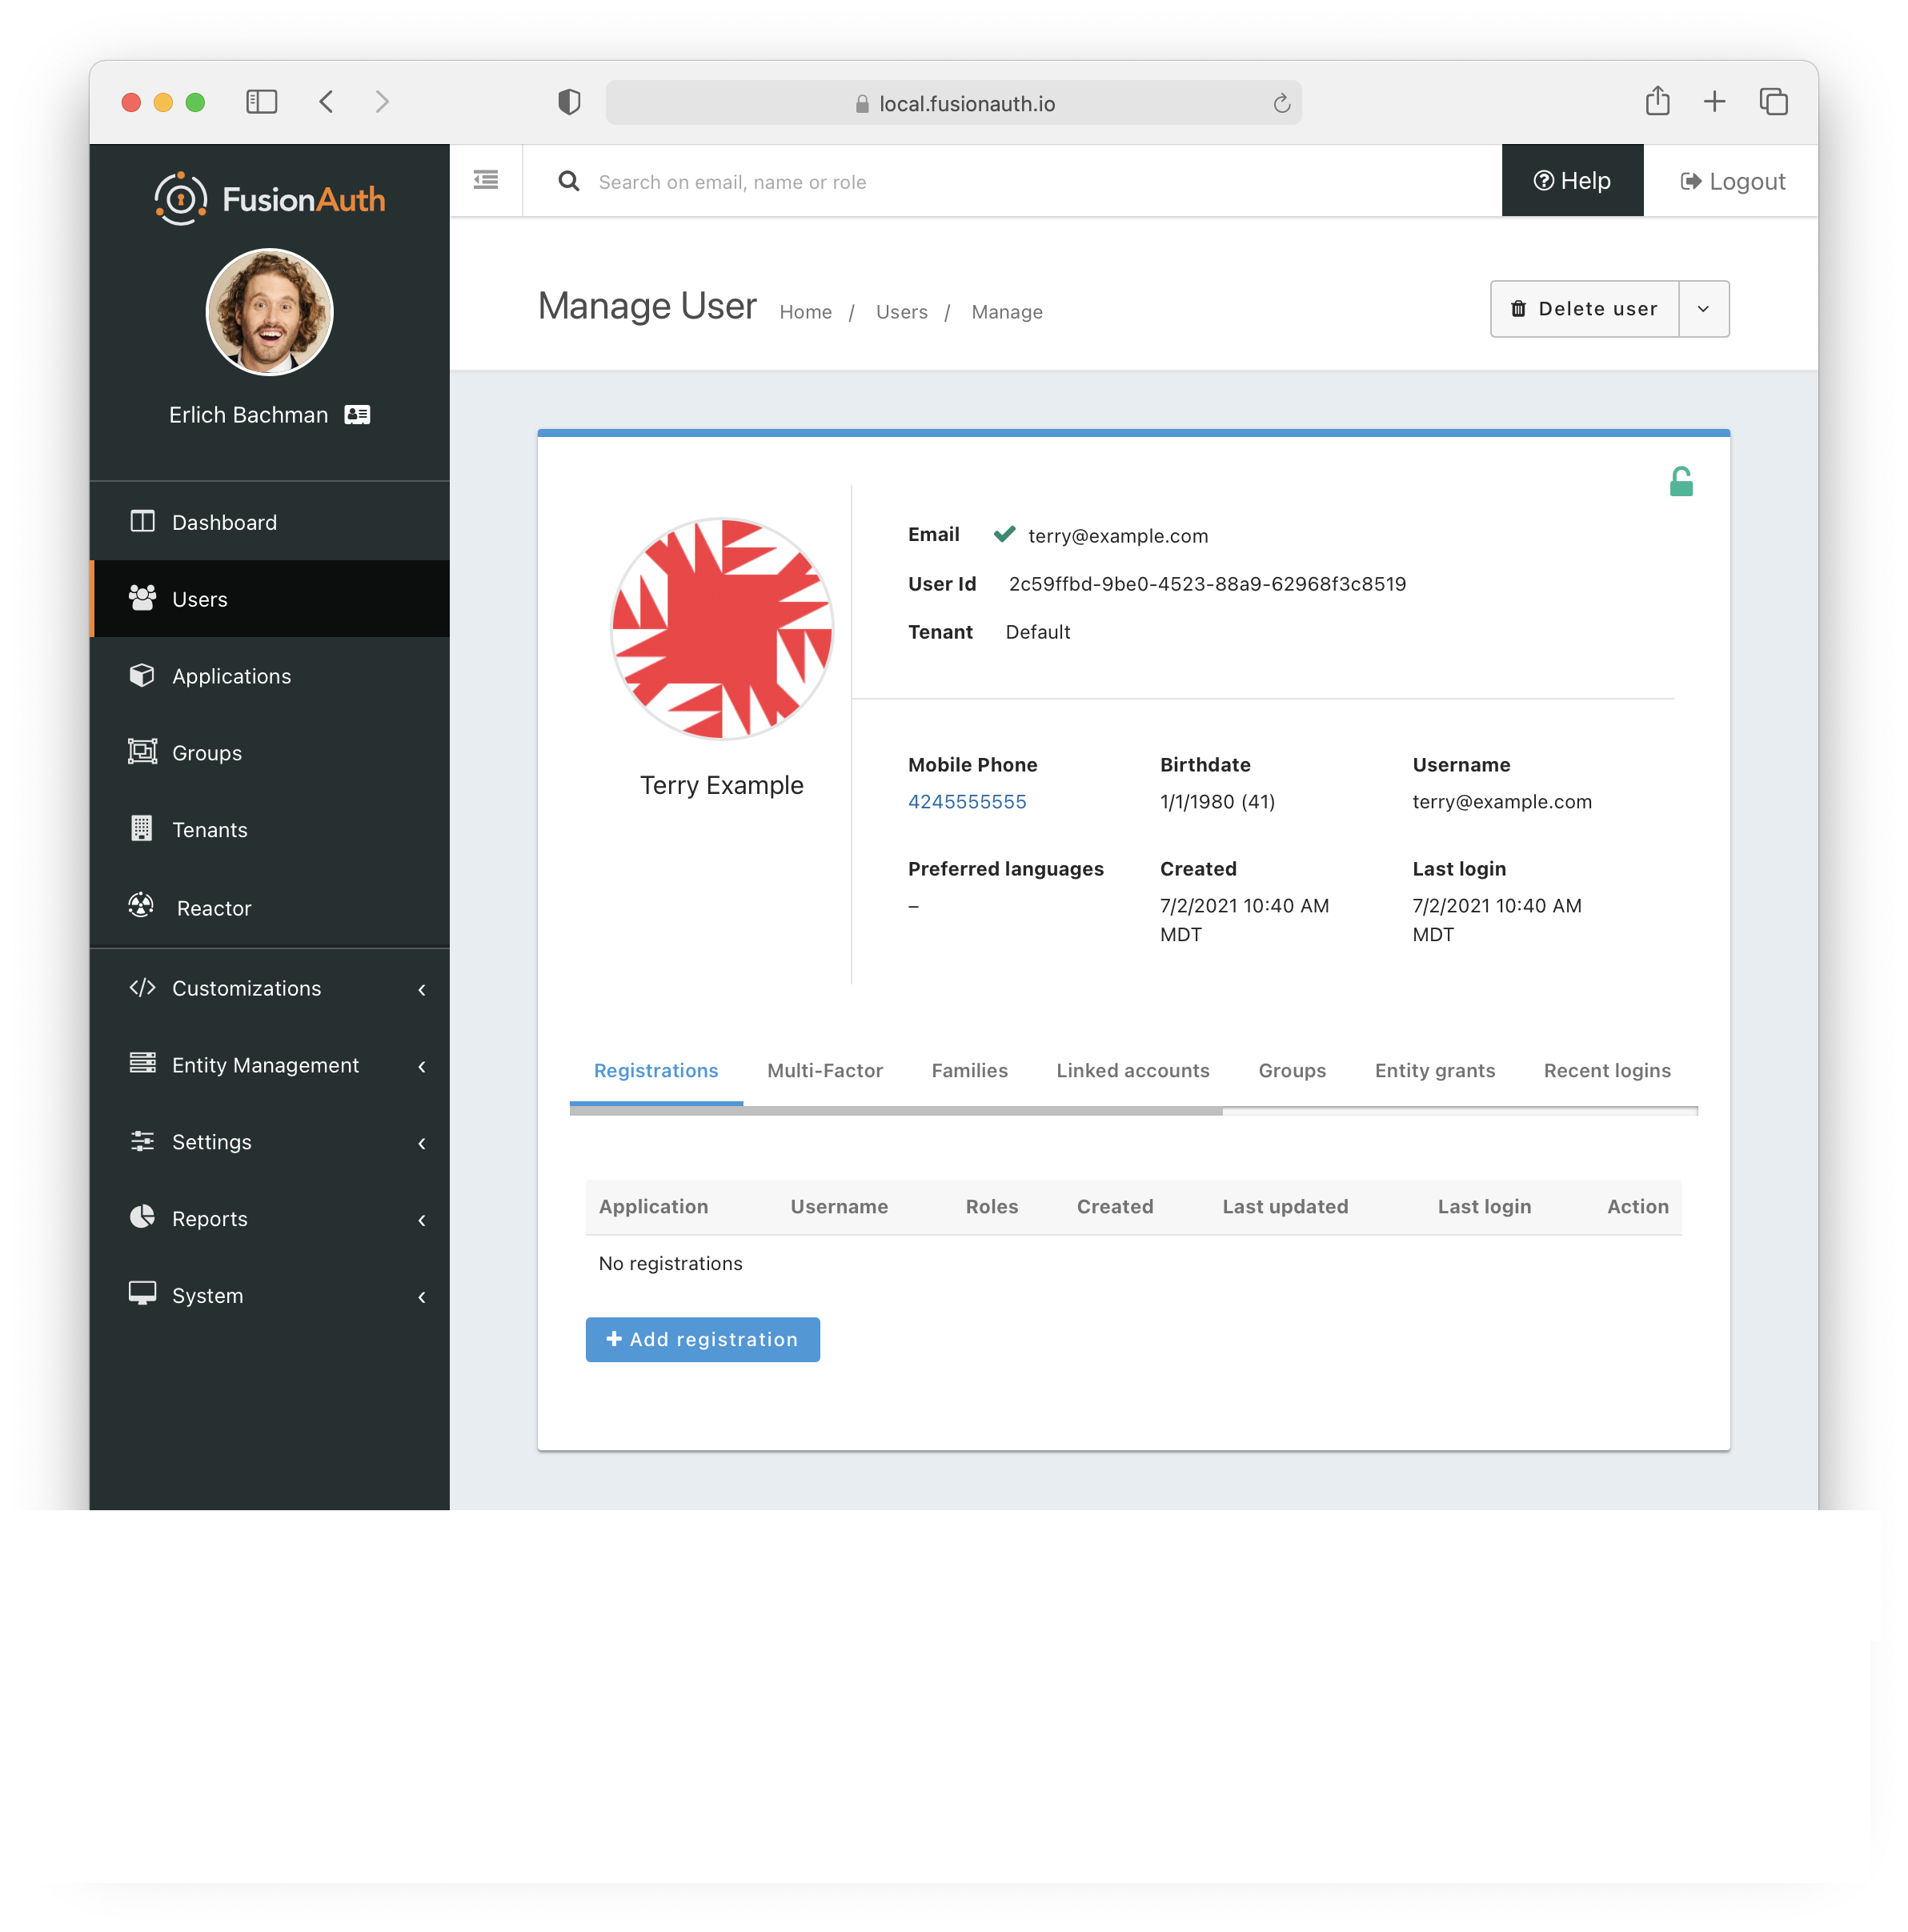 local.fusionauth.io
FusionAuth
Search on email, name or role
Help
Logout
Erlich Bachman
Dashboard
Users
Applications
Groups
Tenants
Reactor
Customizations
Entity Management
Settings
Reports
System
Manage User Home / Users / Manage
Delete user
Terry Example
Email terry@example.com
User Id 2c59ffbd-9be0-4523-88a9-62968f3c8519
Tenant Default
Mobile Phone Birthdate Username
4245555555 1/1/1980 (41) terry@example.com
Preferred languages Created Last login
– 7/2/2021 10:40 AM 7/2/2021 10:40 AM
MDT MDT
Registrations Multi-Factor Families Linked accounts Groups Entity grants Recent logins
Application Username Roles Created Last updated Last login Action
No registrations
Add registration